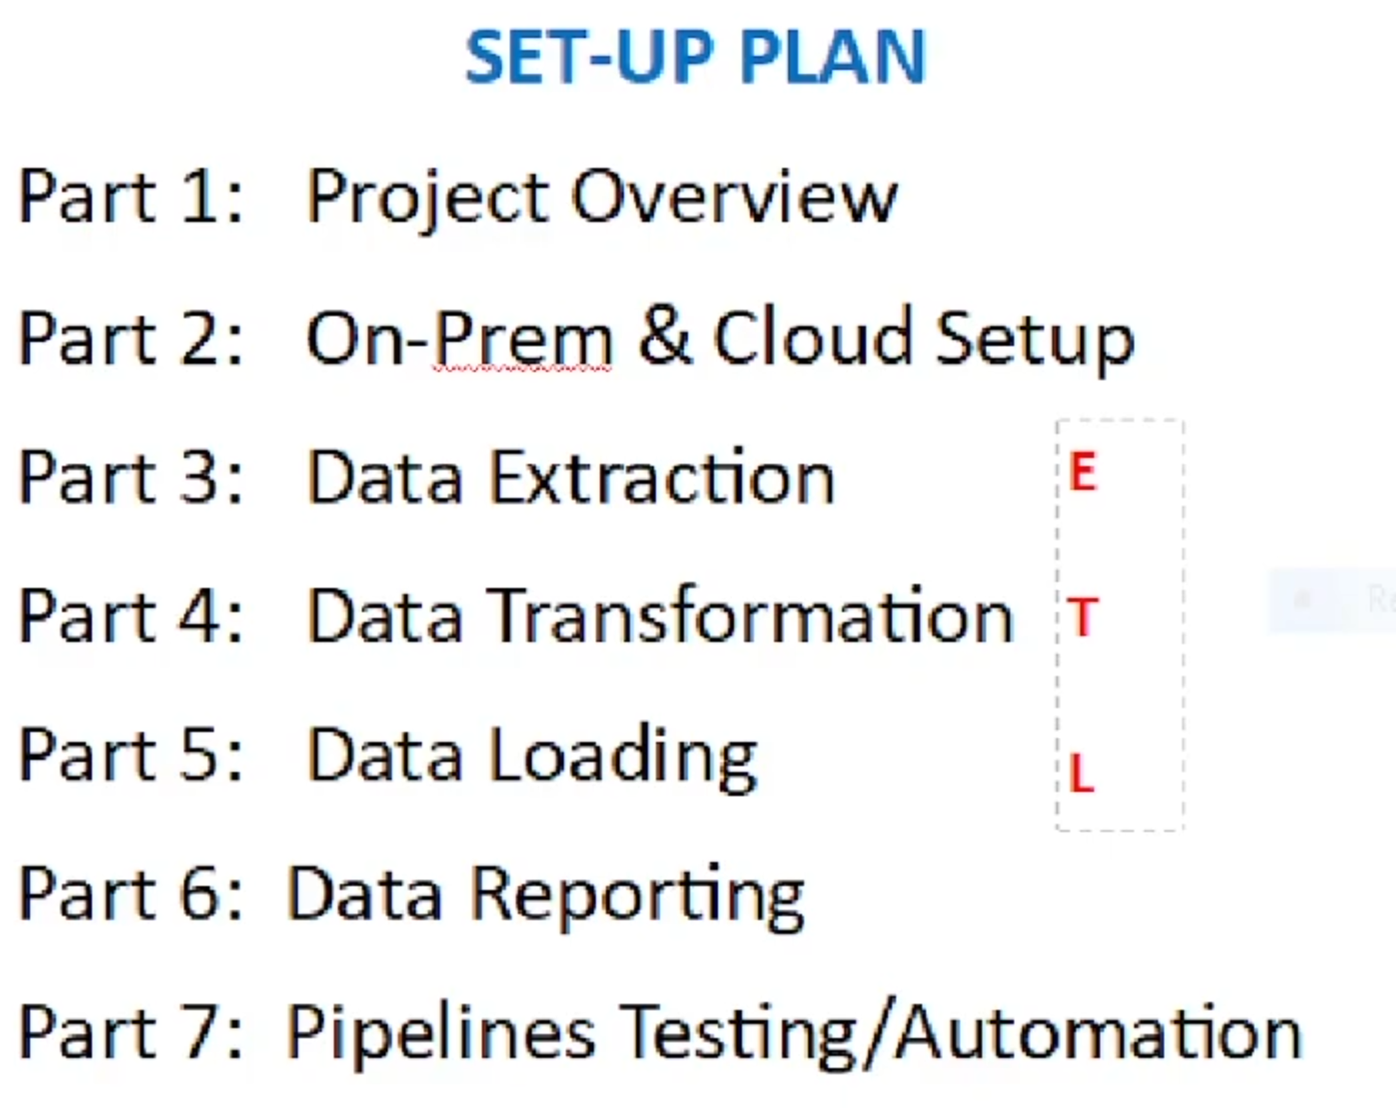 SET-UP PLAN
Part 1: Project Overview
Part 2: On-Prem & Cloud Setup
Part 3: Data Extraction E
Part 4: Data Transformation T
Part 5: Data Loading L
Part 6: Data Reporting
Part 7: Pipelines Testing/Automation